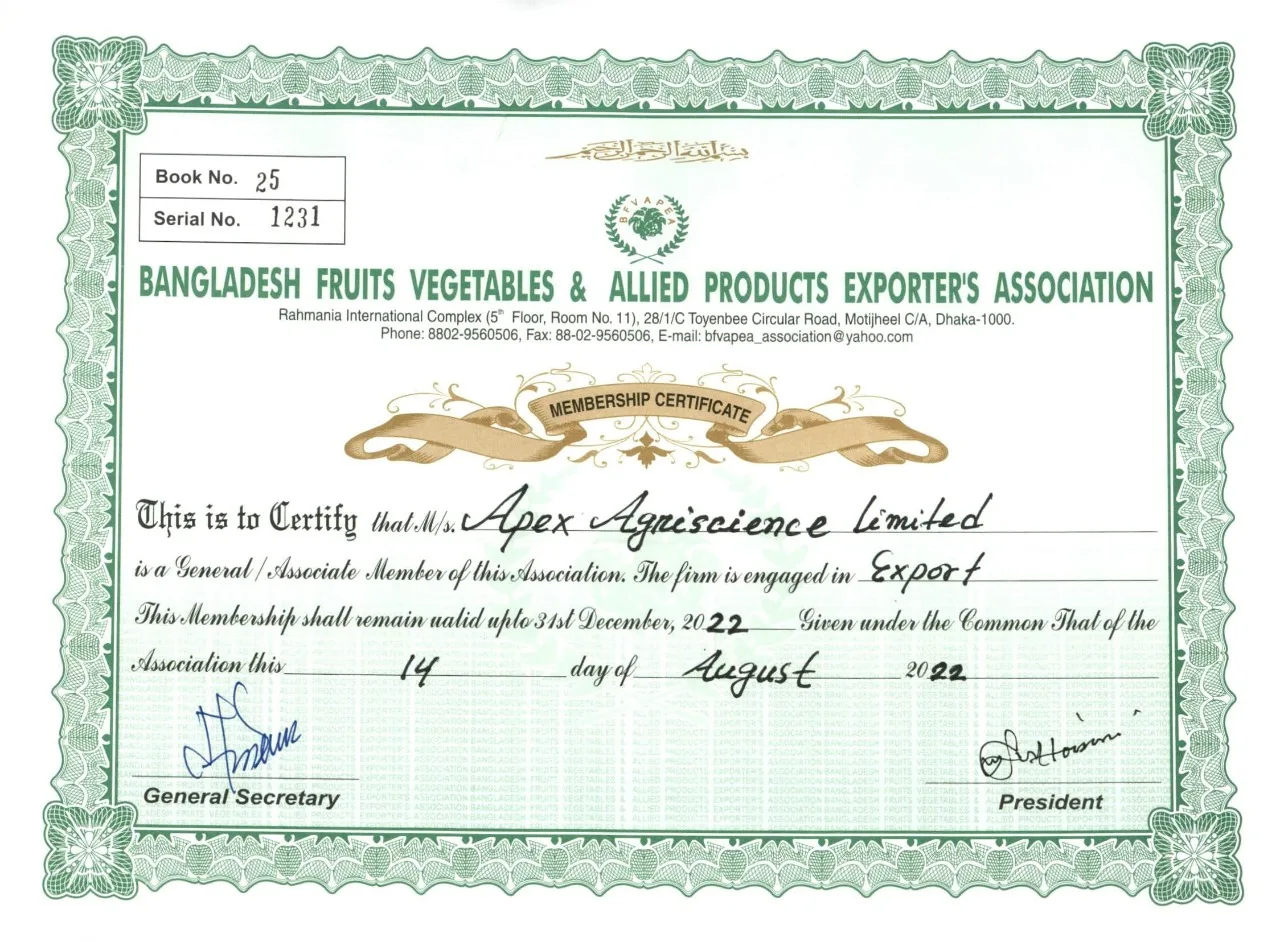 بسم الله الرحمن الرحيم
Book No. 25
Serial No. 1231
BFVAPEA
BANGLADESH FRUITS VEGETABLES & ALLIED PRODUCTS EXPORTER'S ASSOCIATION
Rahmania International Complex (5th Floor, Room No. 11), 28/1/C Toyenbee Circular Road, Motijheel C/A, Dhaka-1000.
Phone: 8802-9560506, Fax: 88-02-9560506, E-mail: bfvapea_association@yahoo.com
MEMBERSHIP CERTIFICATE
This is to Certify that M/s. Apex Agriscience Limited
is a General / Associate Member of this Association. The firm is engaged in Export
This Membership shall remain ualid upto 31st December, 2022 Given under the Common That of the
Association this 14 day of August 2022
General Secretary
President